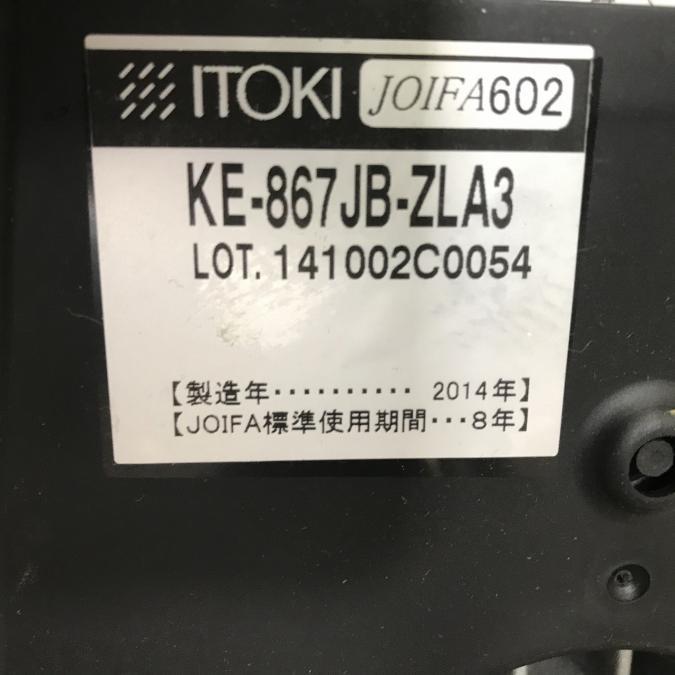 ITOKI JOIFA602
KE-867JB-ZLA3
LOT. 141002C0054
【製造年・・・・・・・・・・ 2014年】
【JOIFA標準使用期間・・・8年】